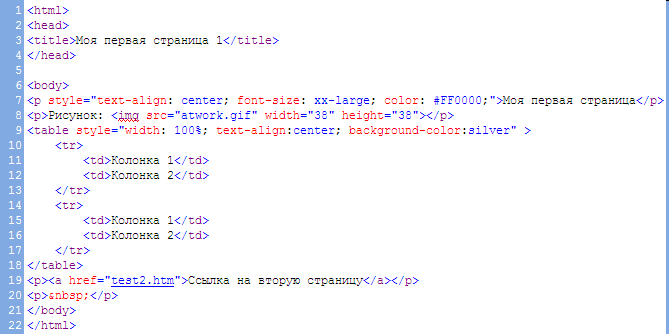 1 <html>
2 <head>
3 <title>Моя первая страница 1</title>
4 </head>
5
6 <body>
7 <p style="text-align: center; font-size: xx-large; color: #FF0000;">Моя первая страница</p>
8 <p>Рисунок: <img src="atwork.gif" width="38" height="38"></p>
9 <table style="width: 100%; text-align:center; background-color:silver" >
10     <tr>
11         <td>Колонка 1</td>
12         <td>Колонка 2</td>
13     </tr>
14     <tr>
15         <td>Колонка 1</td>
16         <td>Колонка 2</td>
17     </tr>
18 </table>
19 <p><a href="test2.htm">Ссылка на вторую страницу</a></p>
20 <p>&nbsp;</p>
21 </body>
22 </html>